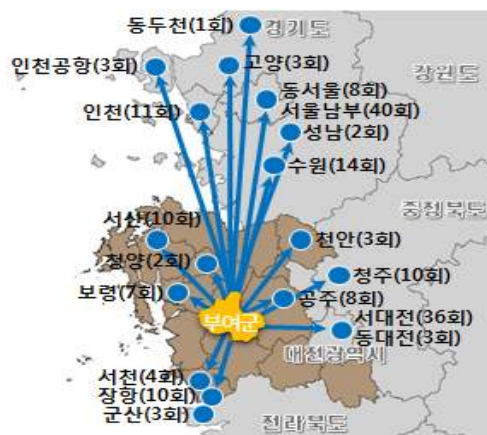 동두천(1회)
경기도
인천공항(3회)
고양(3회)
강원도
동서울(8회)
인천(11회)
서울남부(40회)
성남(2회)
수원(14회)
중청북도
서산(10회)
천안(3회)
청양(2회)
청주(10회)
보령(7회)
공주(8회)
부여군
서대전(36회)
동대전(3회)
대전광역시
서천(4회)
장항(10회)
군산(3회)
전라북도